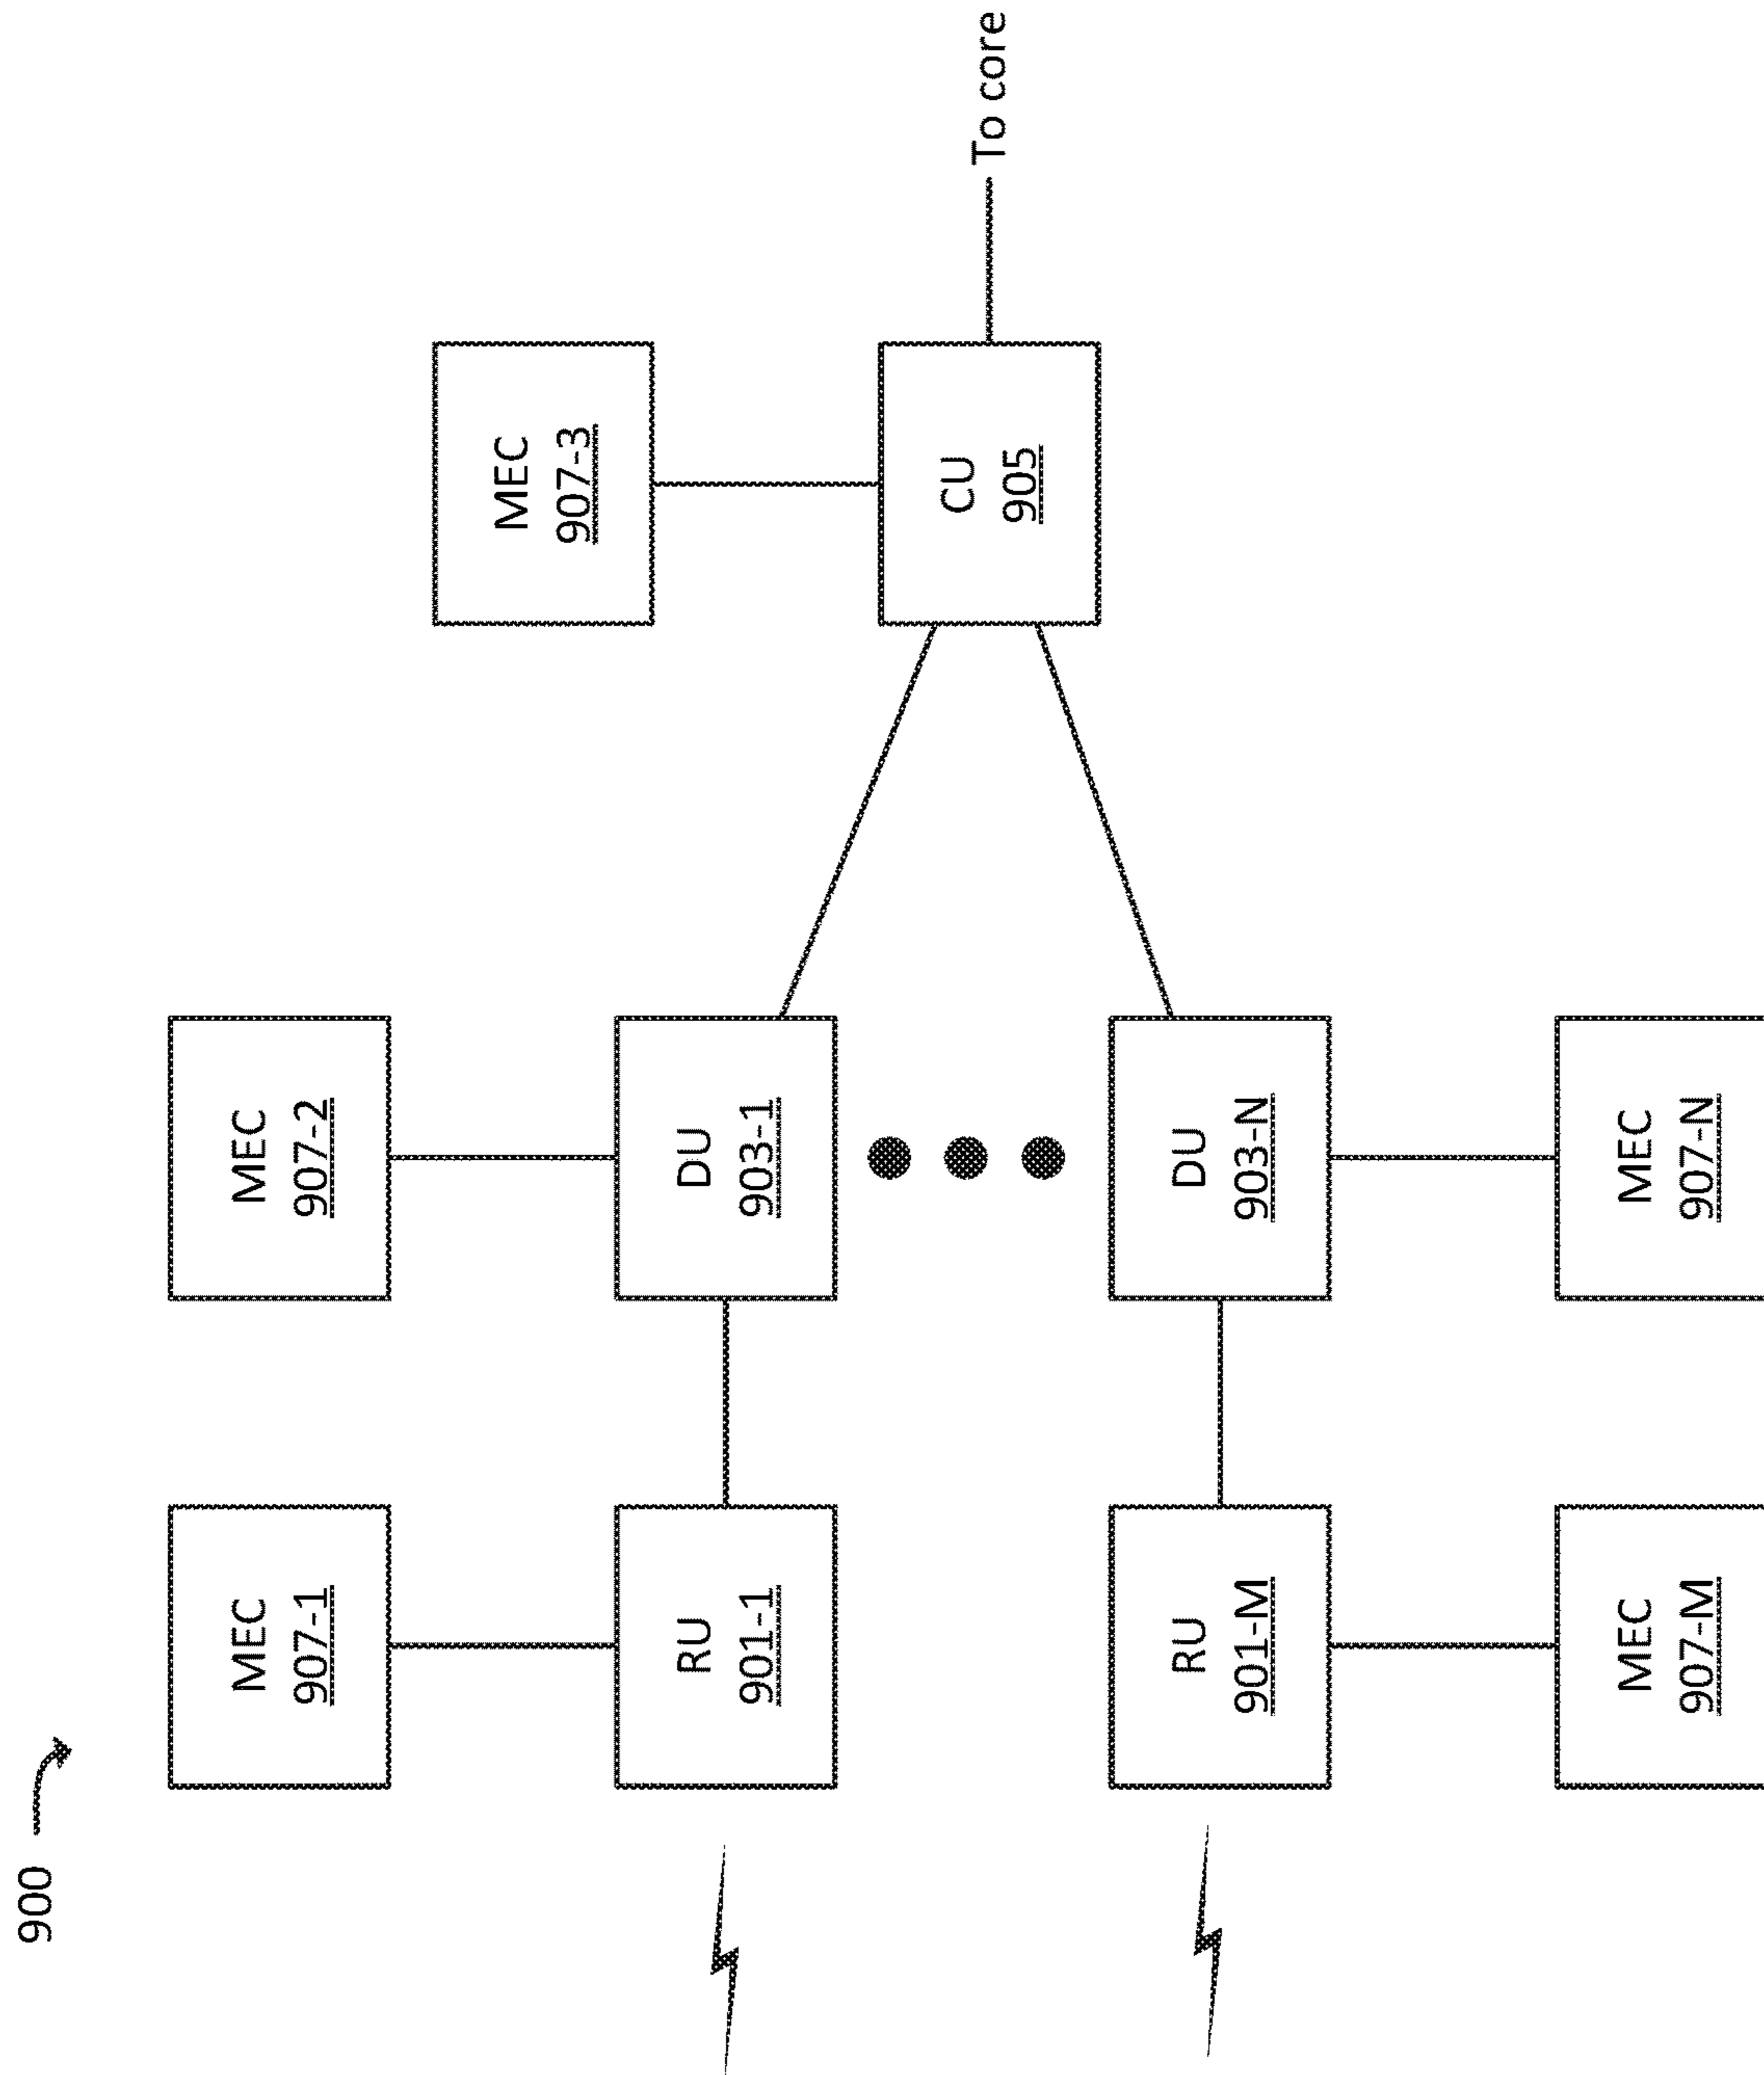 900
MEC
907-1
MEC
907-2
MEC
907-3
RU
901-1
DU
903-1
CU
905
To core
RU
901-M
DU
903-N
MEC
907-M
MEC
907-N